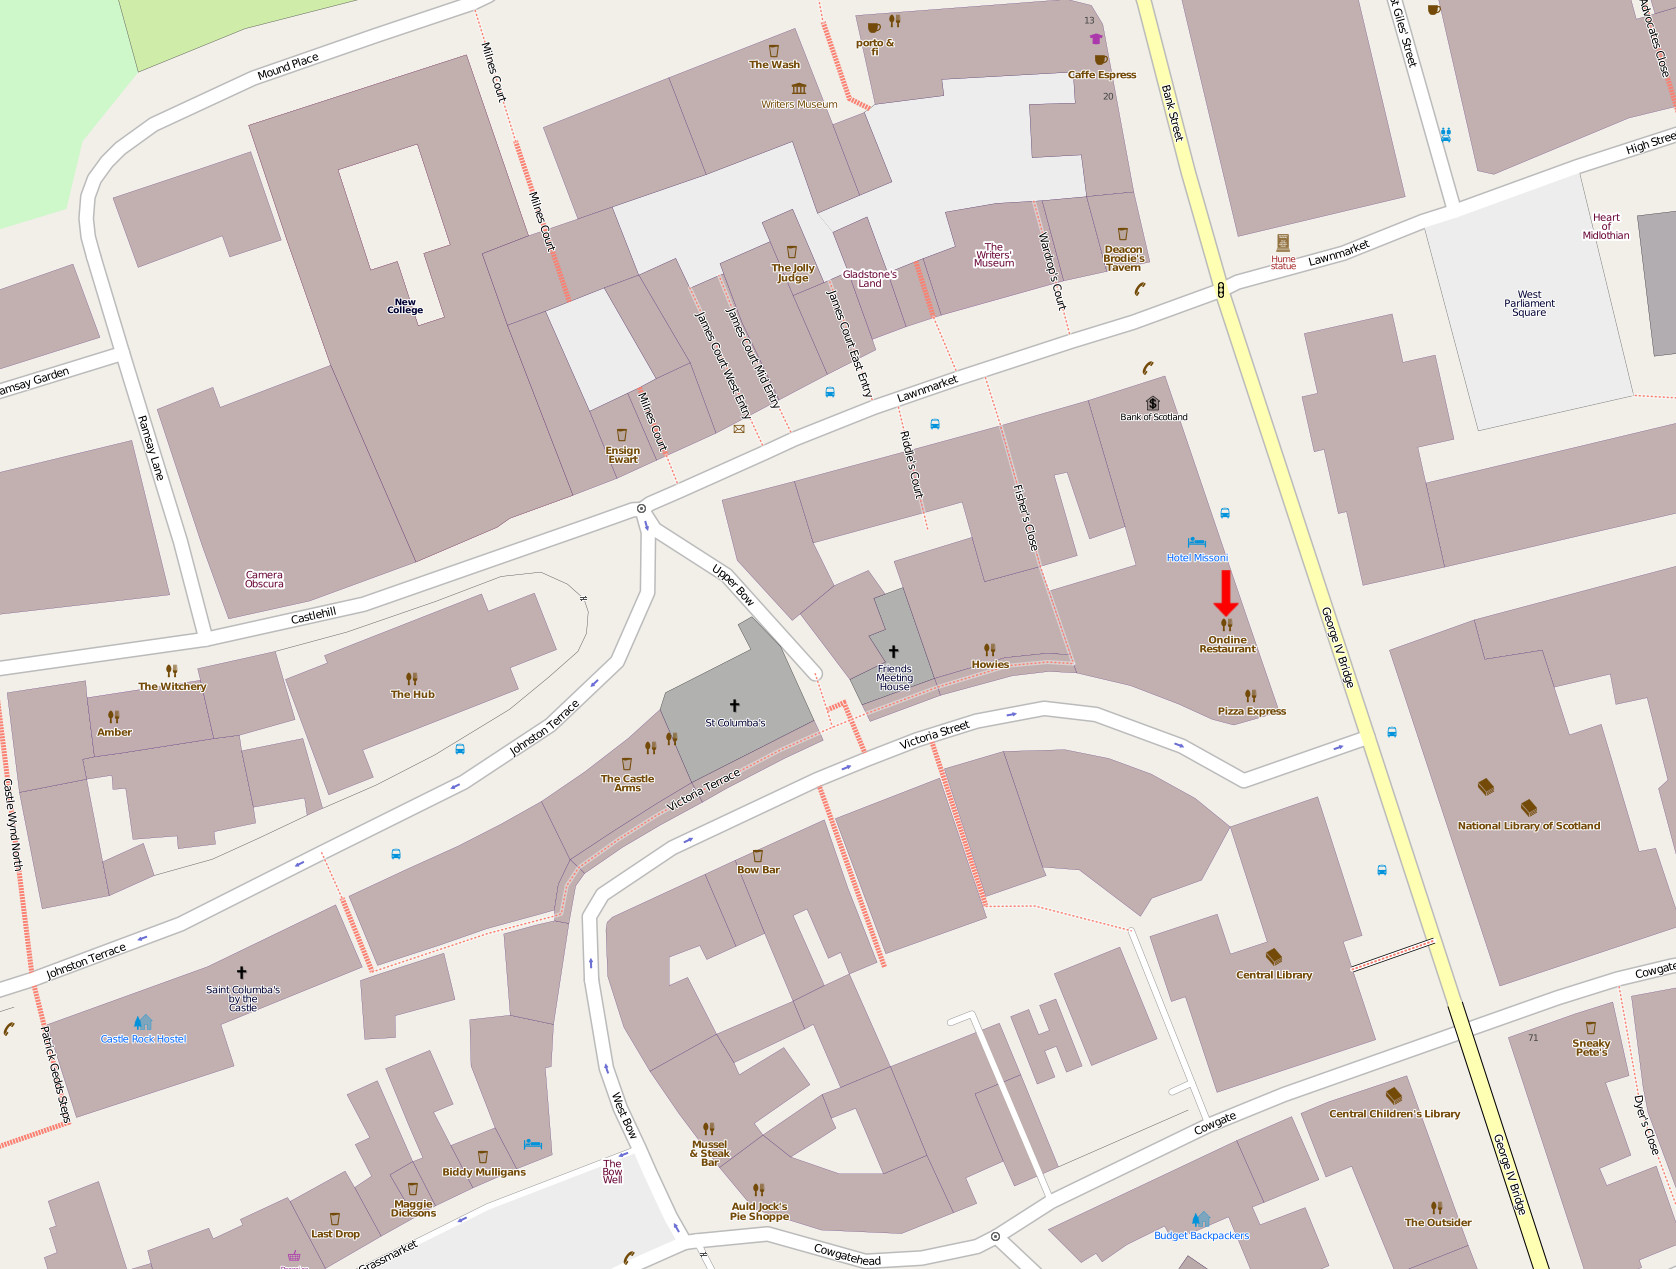 Mound Place
Milnes Court
The Wash
Writers Museum
porto &
fi
13
Caffe Espress
20
Bank Street
St Giles' Street
Advocates Close
High Street
Milnes Court
New
College
The Jolly
Judge
Gladstone's
Land
The
Writers'
Museum
Wardrop's Court
Deacon
Brodie's
Tavern
Hume
statue
Lawnmarket
Heart
of
Midlothian
West
Parliament
Square
Ramsay Garden
Ramsay Lane
James Court West Entry
James Court Mid Entry
James Court East Entry
Lawnmarket
Milnes Court
Ensign
Ewart
Riddle's Court
Fisher's Close
Bank of Scotland
Hotel Missoni
Camera
Obscura
Castlehill
Upper Bow
Ondine
Restaurant
George IV Bridge
The Witchery
The Hub
Amber
Howies
Friends
Meeting
House
St Columba's
Pizza Express
Johnston Terrace
Victoria Street
The Castle
Arms
Victoria Terrace
Castle Wynd North
Bow Bar
National Library of Scotland
Johnston Terrace
Saint Columba's
by the
Castle
Castle Rock Hostel
Patrick Gedds Steps
Central Library
Cowgate
71
Sneaky
Pete's
Central Children's Library
Cowgate
Dyer's Close
West Bow
Mussel
& Steak
Bar
Biddy Mulligans
The
Bow
Well
Maggie
Dicksons
Last Drop
Auld Jock's
Pie Shoppe
Grassmarket
Cowgatehead
Budget Backpackers
The Outsider
George IV Bridge